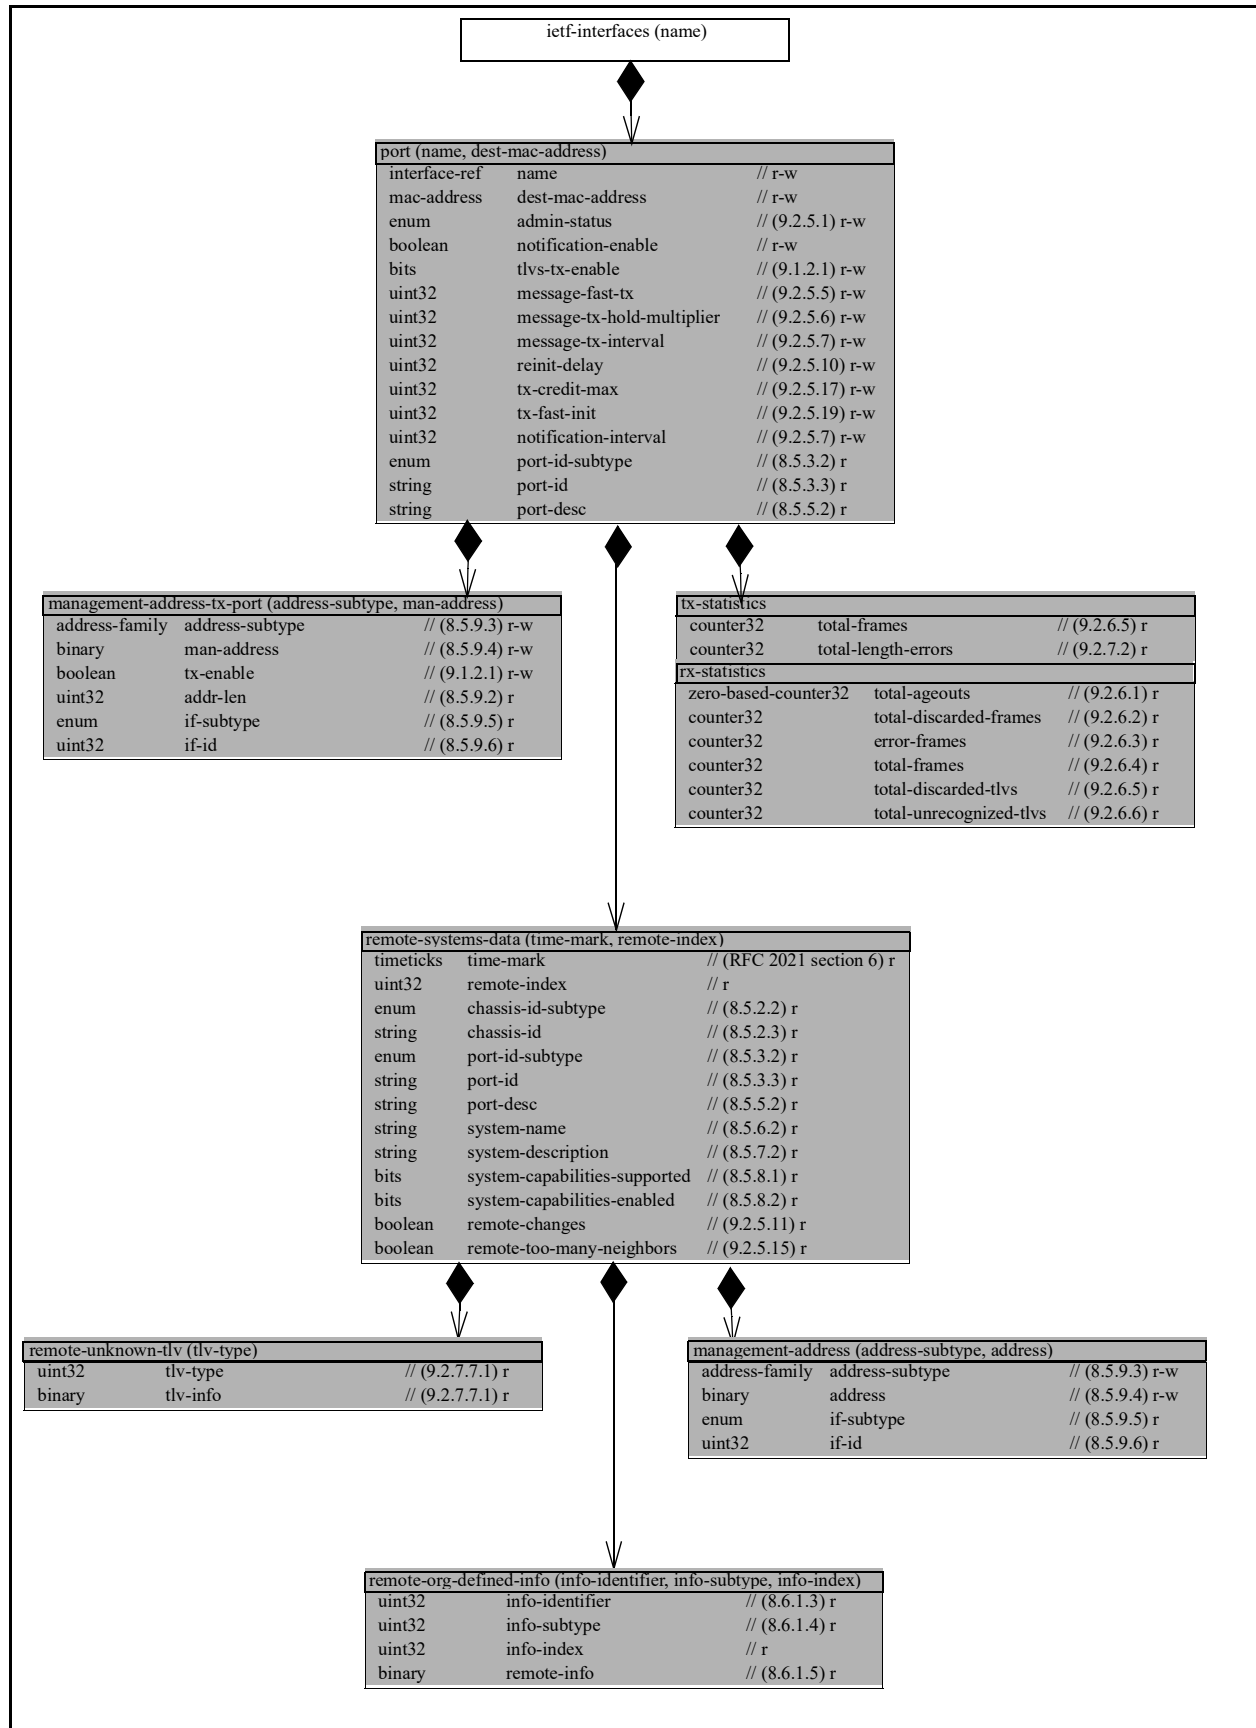 ietf-interfaces (name)
port (name, dest-mac-address)
interface-ref name // r-w
mac-address dest-mac-address // r-w
enum admin-status // (9.2.5.1) r-w
boolean notification-enable // r-w
bits tlvs-tx-enable // (9.1.2.1) r-w
uint32 message-fast-tx // (9.2.5.5) r-w
uint32 message-tx-hold-multiplier // (9.2.5.6) r-w
uint32 message-tx-interval // (9.2.5.7) r-w
uint32 reinit-delay // (9.2.5.10) r-w
uint32 tx-credit-max // (9.2.5.17) r-w
uint32 tx-fast-init // (9.2.5.19) r-w
uint32 notification-interval // (9.2.5.7) r-w
enum port-id-subtype // (8.5.3.2) r
string port-id // (8.5.3.3) r
string port-desc // (8.5.5.2) r
management-address-tx-port (address-subtype, man-address)
address-family address-subtype // (8.5.9.3) r-w
binary man-address // (8.5.9.4) r-w
boolean tx-enable // (9.1.2.1) r-w
uint32 addr-len // (8.5.9.2) r
enum if-subtype // (8.5.9.5) r
uint32 if-id // (8.5.9.6) r
tx-statistics
counter32 total-frames // (9.2.6.5) r
counter32 total-length-errors // (9.2.7.2) r
rx-statistics
zero-based-counter32 total-ageouts // (9.2.6.1) r
counter32 total-discarded-frames // (9.2.6.2) r
counter32 error-frames // (9.2.6.3) r
counter32 total-frames // (9.2.6.4) r
counter32 total-discarded-tlvs // (9.2.6.5) r
counter32 total-unrecognized-tlvs // (9.2.6.6) r
remote-systems-data (time-mark, remote-index)
timeticks time-mark // (RFC 2021 section 6) r
uint32 remote-index // r
enum chassis-id-subtype // (8.5.2.2) r
string chassis-id // (8.5.2.3) r
enum port-id-subtype // (8.5.3.2) r
string port-id // (8.5.3.3) r
string port-desc // (8.5.5.2) r
string system-name // (8.5.6.2) r
string system-description // (8.5.7.2) r
bits system-capabilities-supported // (8.5.8.1) r
bits system-capabilities-enabled // (8.5.8.2) r
boolean remote-changes // (9.2.5.11) r
boolean remote-too-many-neighbors // (9.2.5.15) r
remote-unknown-tlv (tlv-type)
uint32 tlv-type // (9.2.7.7.1) r
binary tlv-info // (9.2.7.7.1) r
management-address (address-subtype, address)
address-family address-subtype // (8.5.9.3) r-w
binary address // (8.5.9.4) r-w
enum if-subtype // (8.5.9.5) r
uint32 if-id // (8.5.9.6) r
remote-org-defined-info (info-identifier, info-subtype, info-index)
uint32 info-identifier // (8.6.1.3) r
uint32 info-subtype // (8.6.1.4) r
uint32 info-index // r
binary remote-info // (8.6.1.5) r